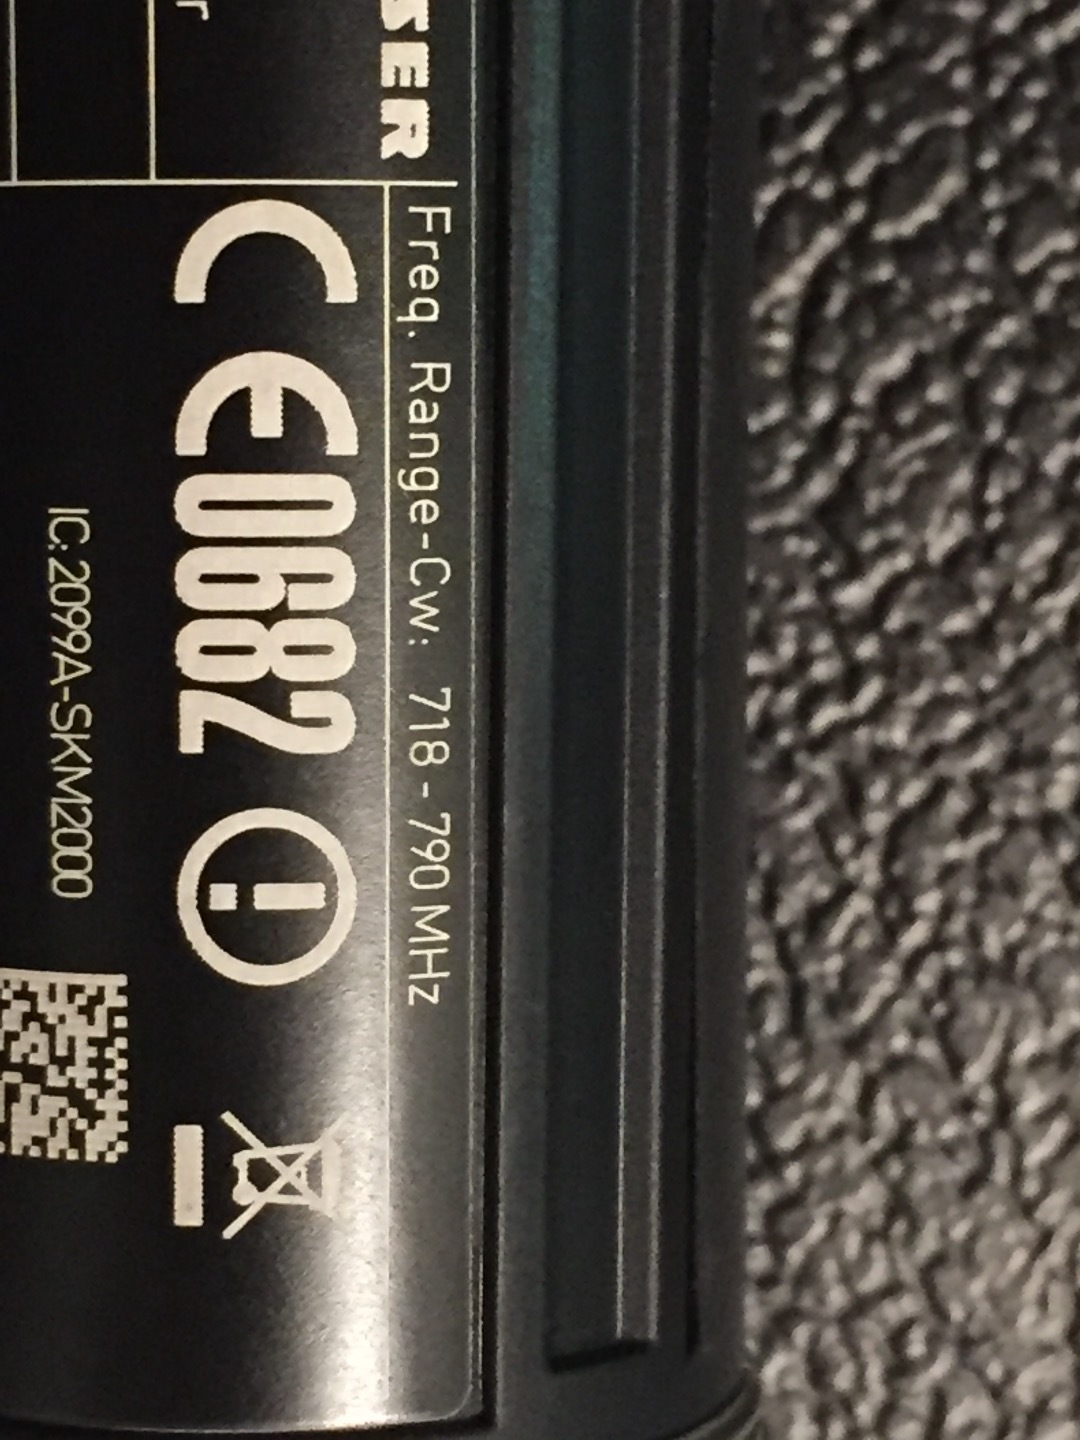 SER
r
Freq. Range-Cw: 718 - 790 MHz
CE0682
IC:2099A-SKM2000